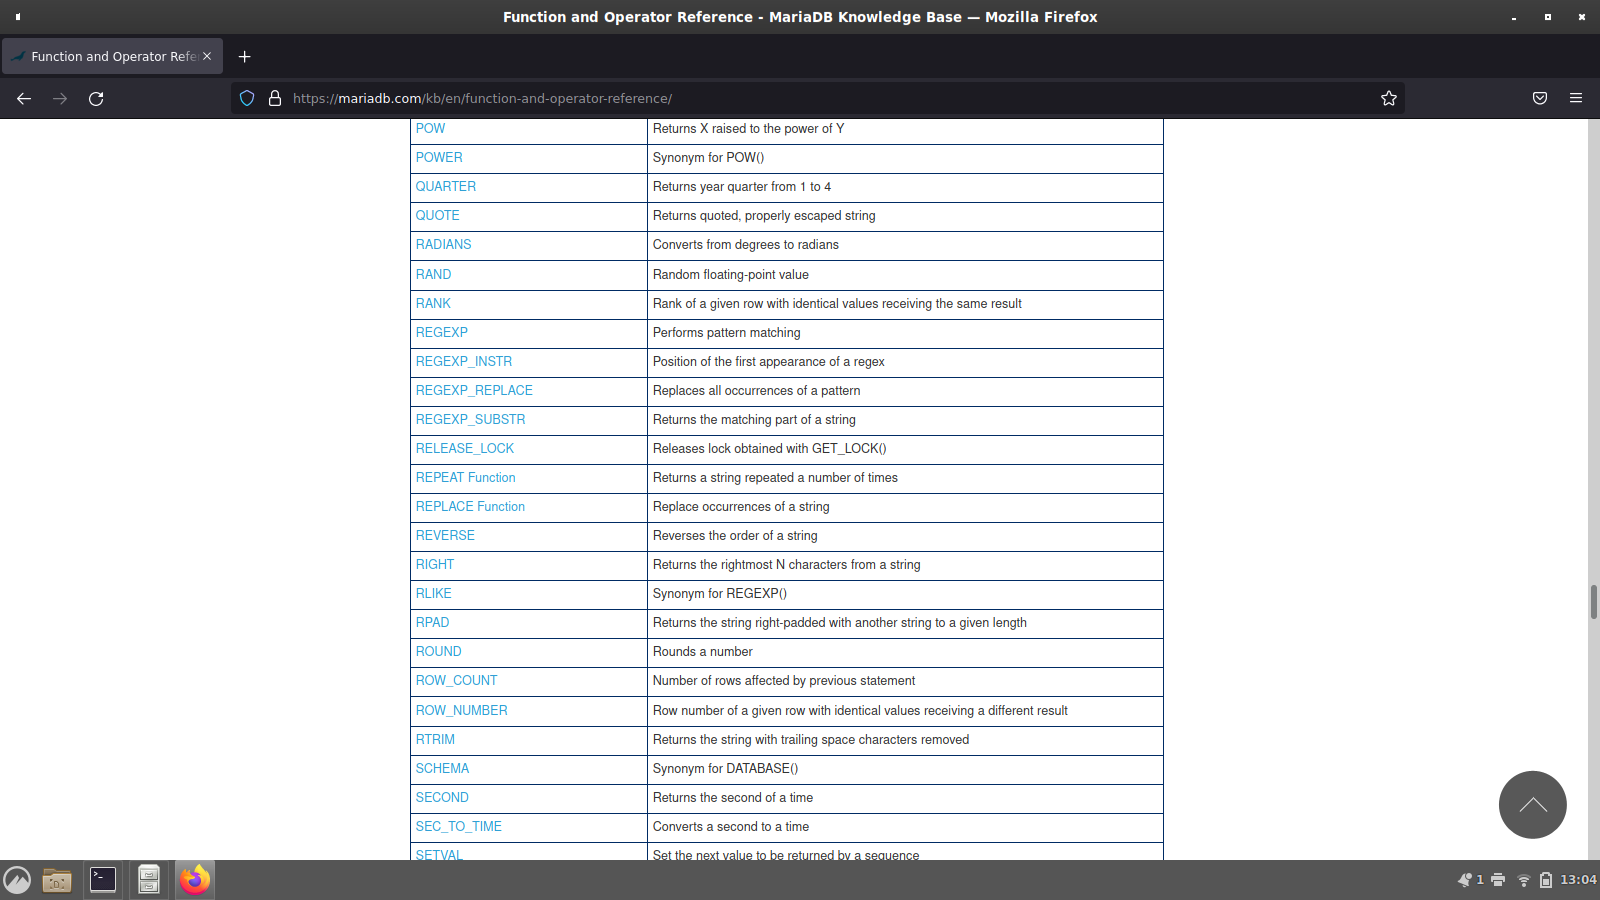 Function and Operator Reference - MariaDB Knowledge Base — Mozilla Firefox
Function and Operator Refe
https://mariadb.com/kb/en/function-and-operator-reference/
POW Returns X raised to the power of Y
POWER Synonym for POW()
QUARTER Returns year quarter from 1 to 4
QUOTE Returns quoted, properly escaped string
RADIANS Converts from degrees to radians
RAND Random floating-point value
RANK Rank of a given row with identical values receiving the same result
REGEXP Performs pattern matching
REGEXP_INSTR Position of the first appearance of a regex
REGEXP_REPLACE Replaces all occurrences of a pattern
REGEXP_SUBSTR Returns the matching part of a string
RELEASE_LOCK Releases lock obtained with GET_LOCK()
REPEAT Function Returns a string repeated a number of times
REPLACE Function Replace occurrences of a string
REVERSE Reverses the order of a string
RIGHT Returns the rightmost N characters from a string
RLIKE Synonym for REGEXP()
RPAD Returns the string right-padded with another string to a given length
ROUND Rounds a number
ROW_COUNT Number of rows affected by previous statement
ROW_NUMBER Row number of a given row with identical values receiving a different result
RTRIM Returns the string with trailing space characters removed
SCHEMA Synonym for DATABASE()
SECOND Returns the second of a time
SEC_TO_TIME Converts a second to a time
SETVAL Set the next value to be returned by a sequence
1 13:04